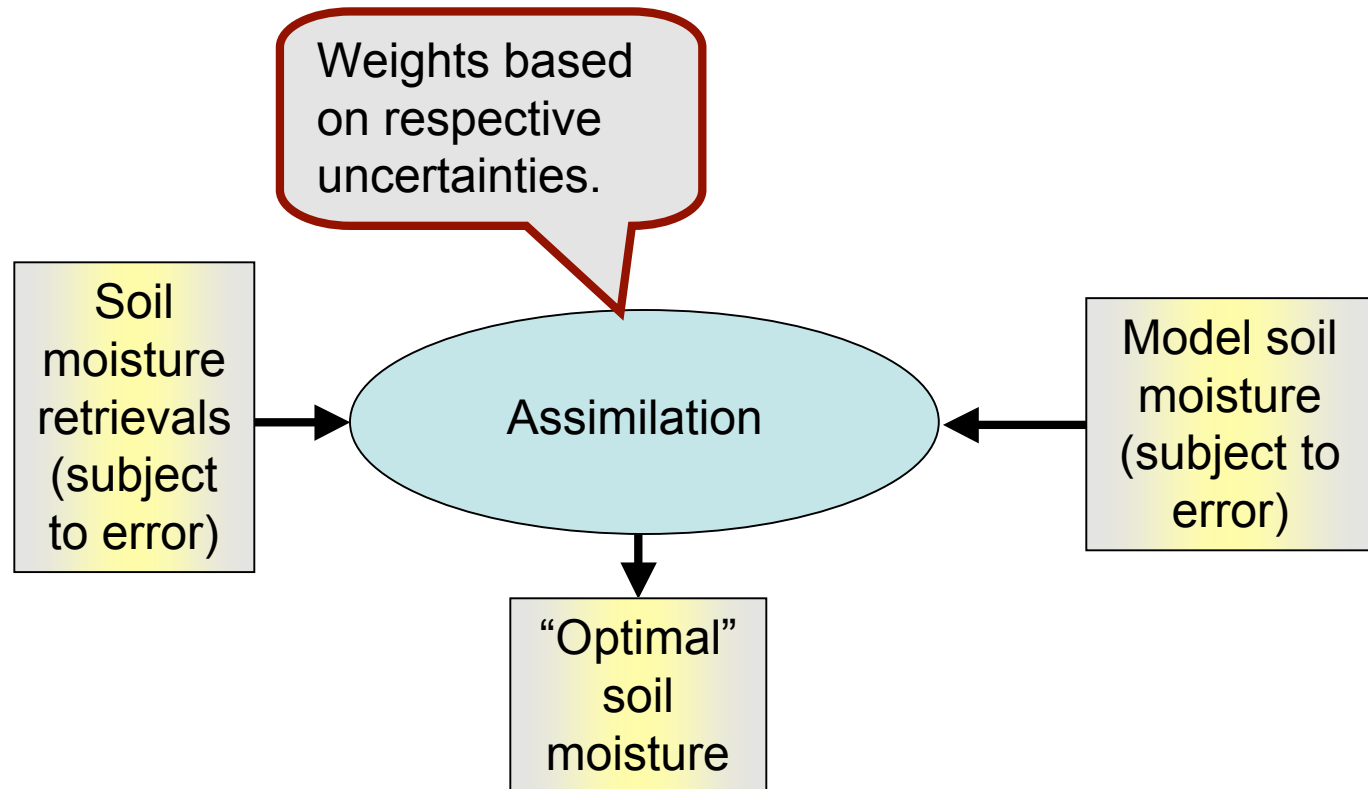 Weights based
on respective
uncertainties.
Soil
moisture
retrievals
(subject
to error)
Assimilation
Model soil
moisture
(subject to
error)
“Optimal”
soil
moisture